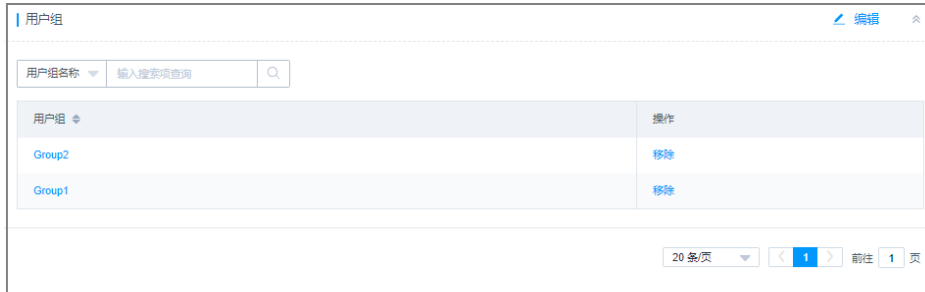 用户组 编辑
用户组名称 输入搜索项查询
用户组 操作
Group2 移除
Group1 移除
20 条/页 1 前往 1 页